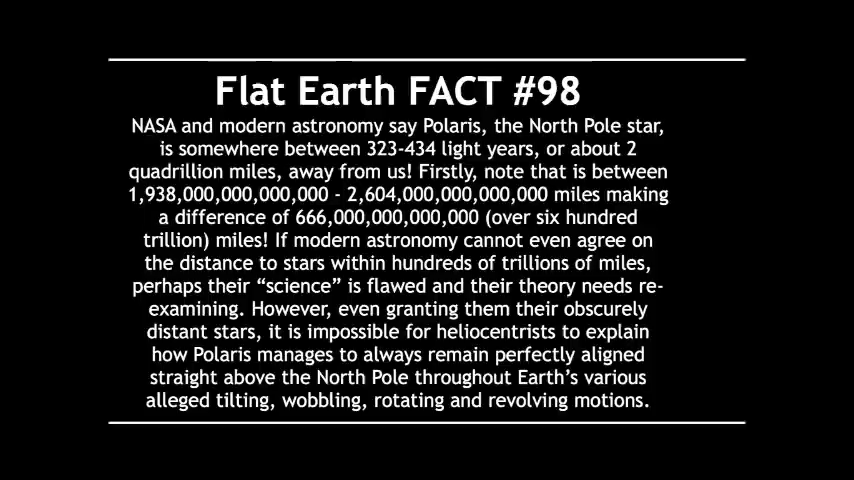 Flat Earth FACT #98
NASA and modern astronomy say Polaris, the North Pole star,
is somewhere between 323-434 light years, or about 2
quadrillion miles, away from us! Firstly, note that is between
1,938,000,000,000,000 - 2,604,000,000,000,000 miles making
a difference of 666,000,000,000,000 (over six hundred
trillion) miles! If modern astronomy cannot even agree on
the distance to stars within hundreds of trillions of miles,
perhaps their “science” is flawed and their theory needs re-
examining. However, even granting them their obscurely
distant stars, it is impossible for heliocentrists to explain
how Polaris manages to always remain perfectly aligned
straight above the North Pole throughout Earth’s various
alleged tilting, wobbling, rotating and revolving motions.